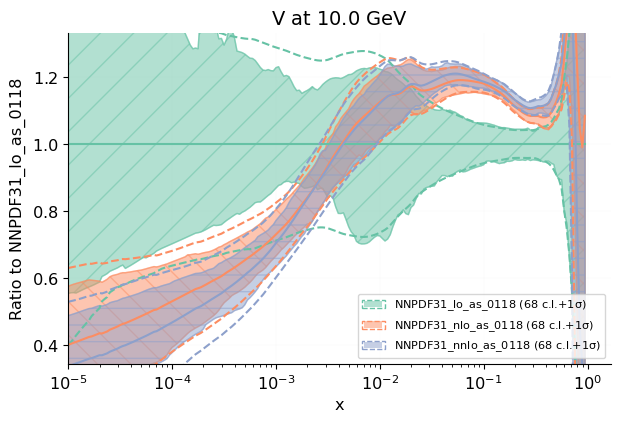 V at 10.0 GeV
Ratio to NNPDF31_lo_as_0118
1.2
1.0
0.8
0.6
0.4
NNPDF31_lo_as_0118 (68 c.l.+1σ)
NNPDF31_nlo_as_0118 (68 c.l.+1σ)
NNPDF31_nnlo_as_0118 (68 c.l.+1σ)
10⁻⁵ 10⁻⁴ 10⁻³ 10⁻² 10⁻¹ 10⁰
x